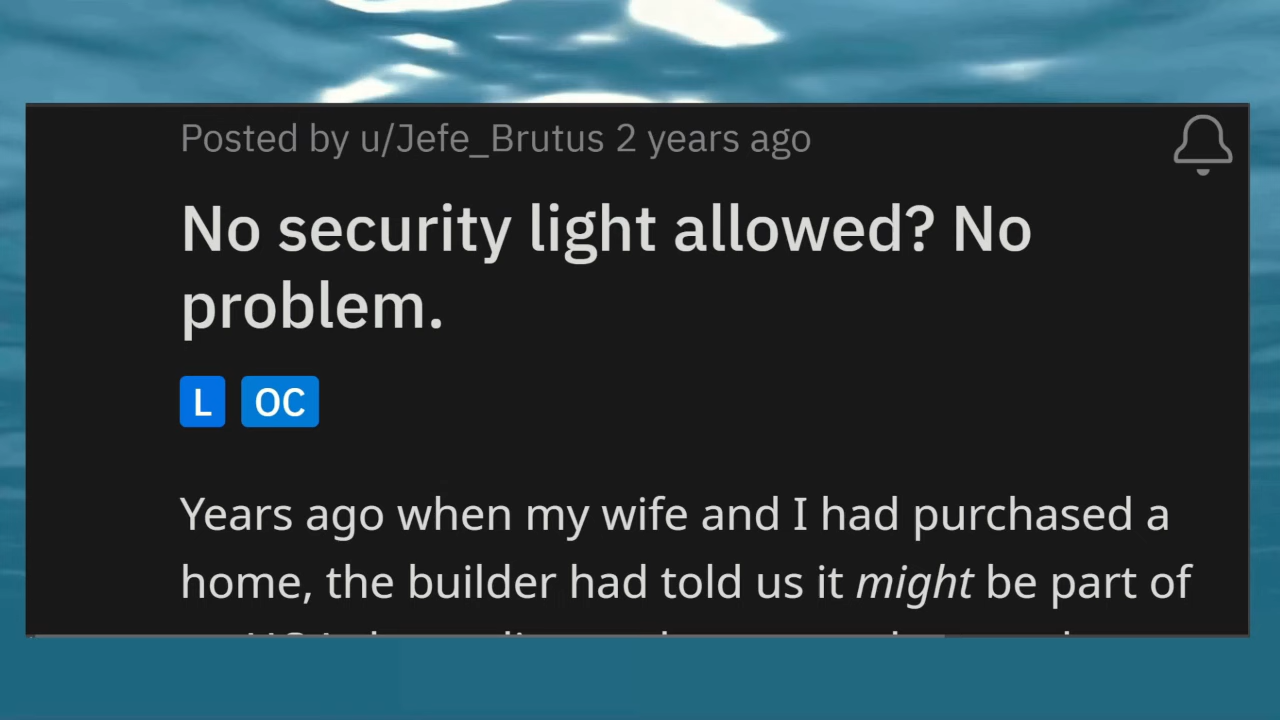 Posted by u/Jefe_Brutus 2 years ago
No security light allowed? No
problem.
L OC
Years ago when my wife and I had purchased a
home, the builder had told us it might be part of